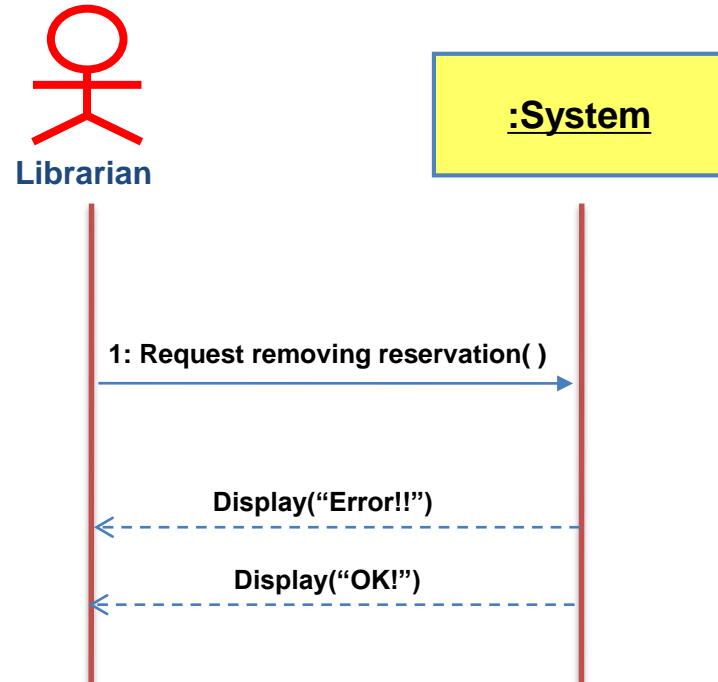 :System
Librarian
1: Request removing reservation( )
Display(“Error!!”)
Display(“OK!”)